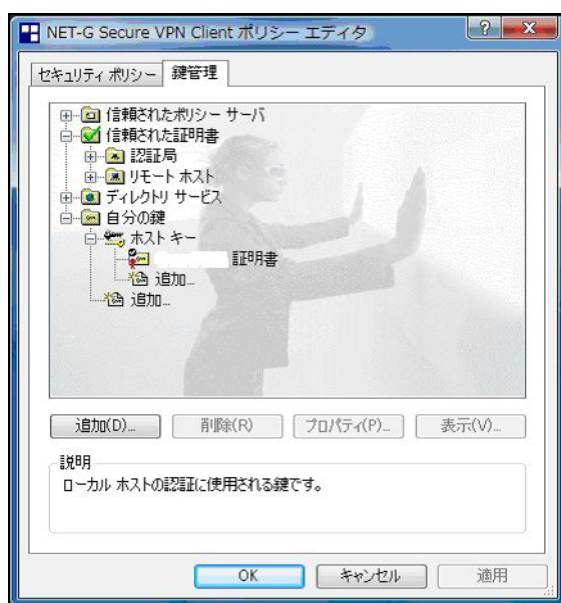 NET-G Secure VPN Client ポリシー エディタ
セキュリティ ポリシー
鍵管理
信頼されたポリシー サーバ
信頼された証明書
認証局
リモート ホスト
ディレクトリ サービス
自分の鍵
ホスト キー
証明書
追加...
追加...
追加(D)...
削除(R)
プロパティ(P)...
表示(V)...
説明
ローカル ホストの認証に使用される鍵です。
OK
キャンセル
適用